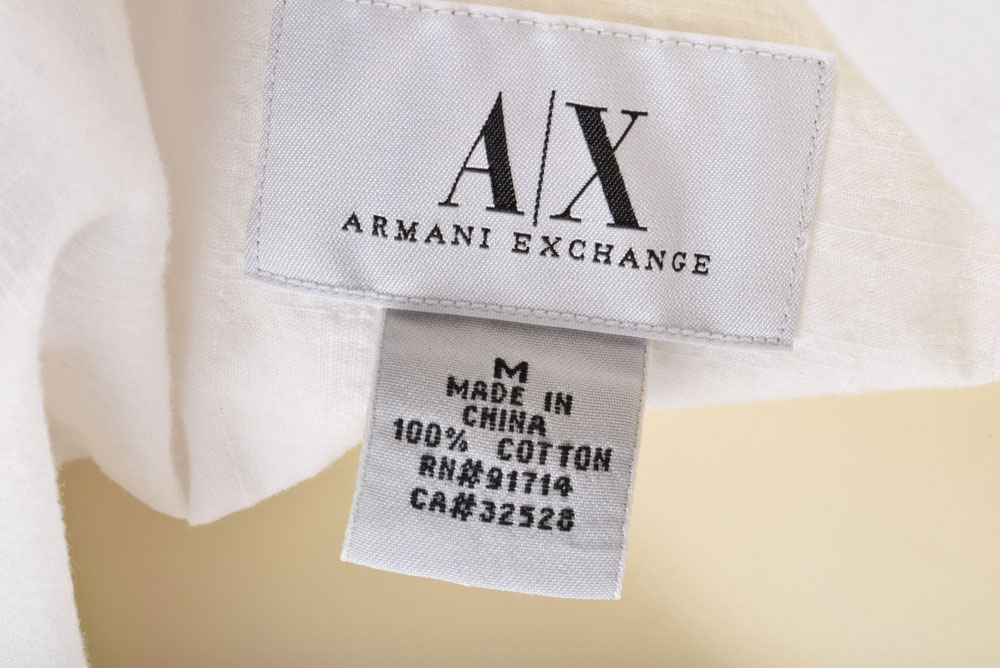 A|X
ARMANI EXCHANGE
M
MADE IN
CHINA
100% COTTON
RN#91714
CA#32528